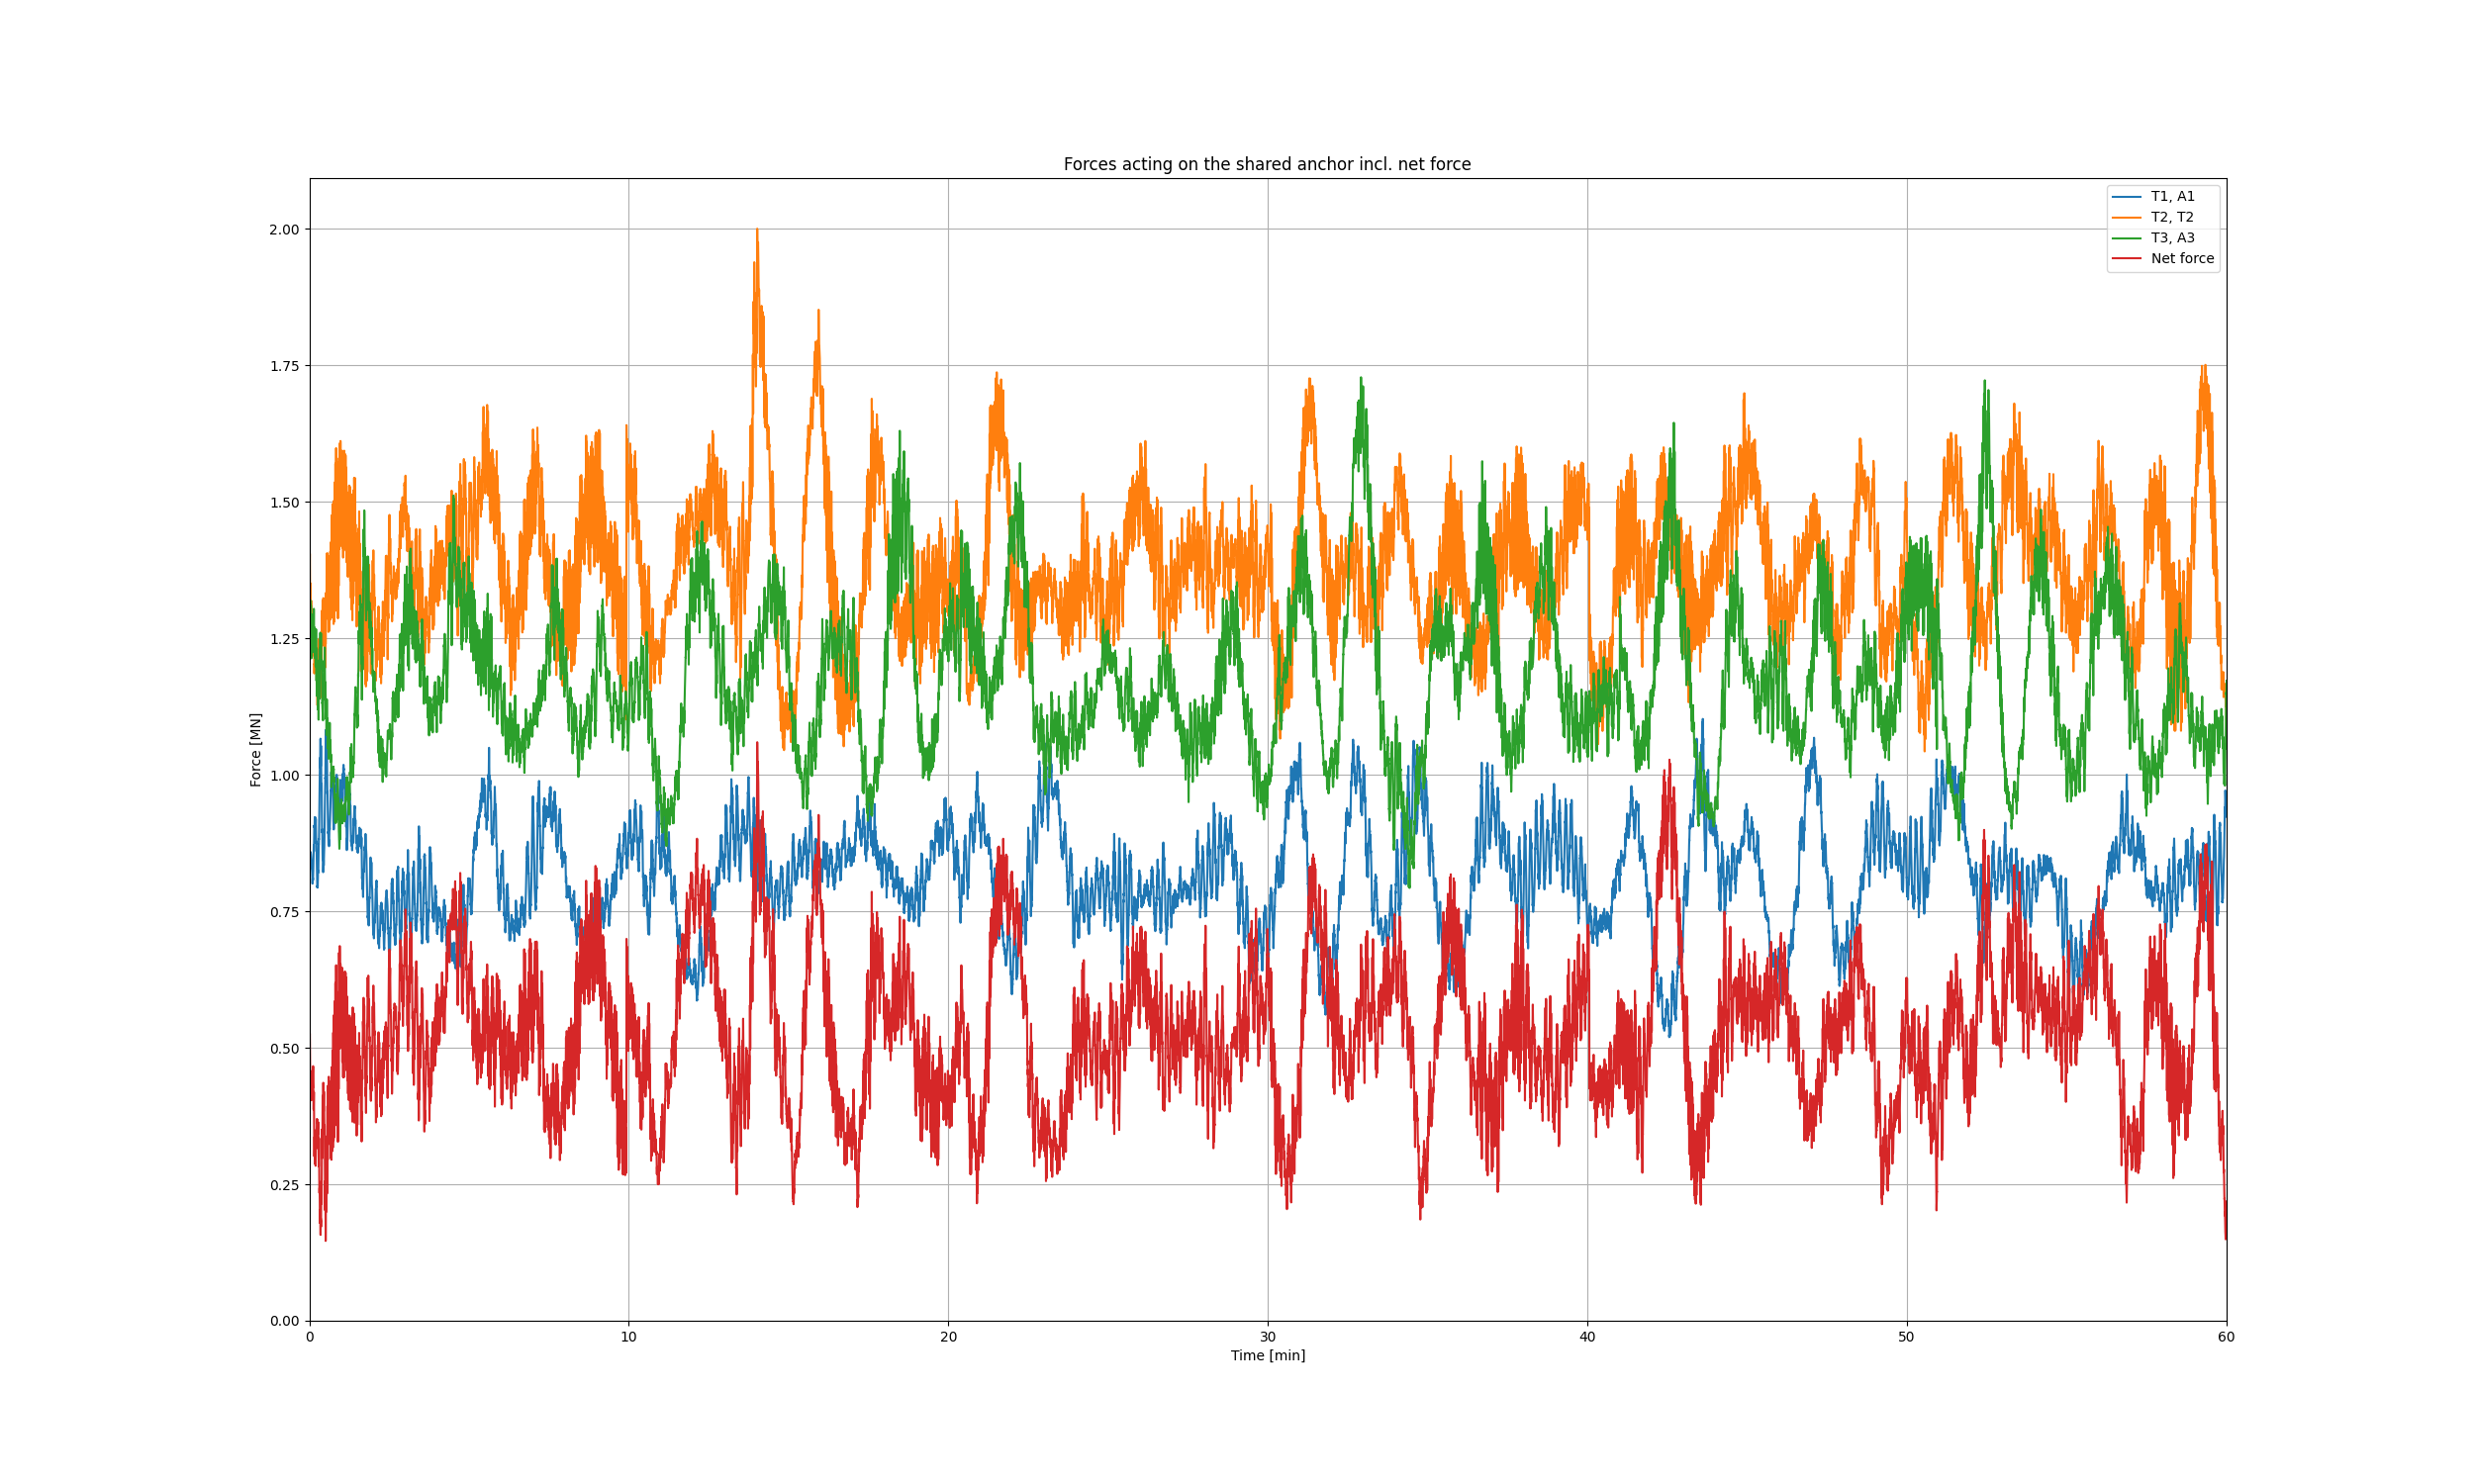 Forces acting on the shared anchor incl. net force
T1, A1
T2, T2
T3, A3
Net force
Force [MN]
2.00
1.75
1.50
1.25
1.00
0.75
0.50
0.25
0.00
0 10 20 30 40 50 60
Time [min]